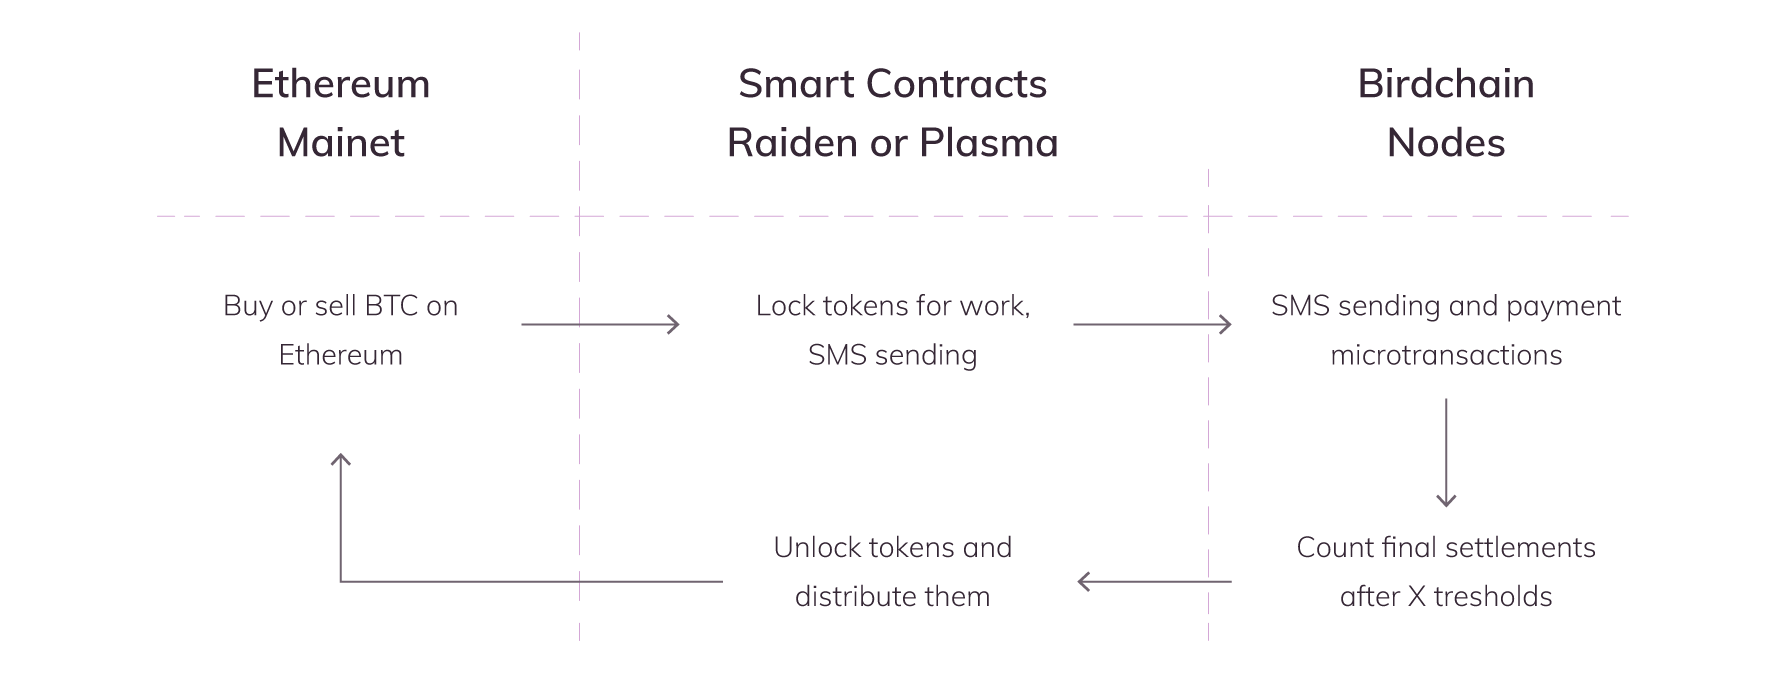 Ethereum
Mainet
Smart Contracts
Raiden or Plasma
Birdchain
Nodes
Buy or sell BTC on
Ethereum
Lock tokens for work,
SMS sending
SMS sending and payment
microtransactions
Count final settlements
after X tresholds
Unlock tokens and
distribute them